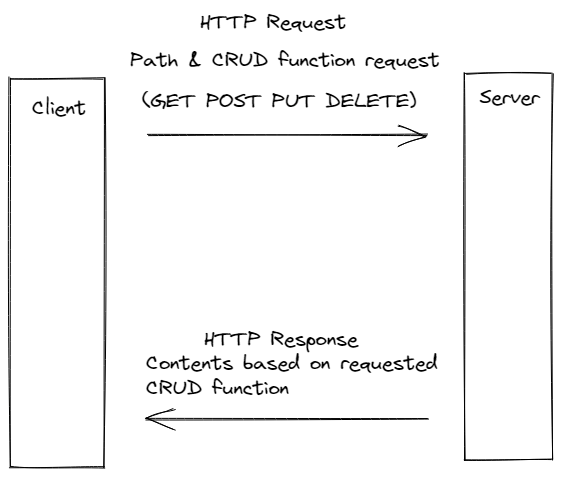 HTTP Request
Path & CRUD function request
Client
(GET POST PUT DELETE)
Server
HTTP Response
Contents based on requested
CRUD function